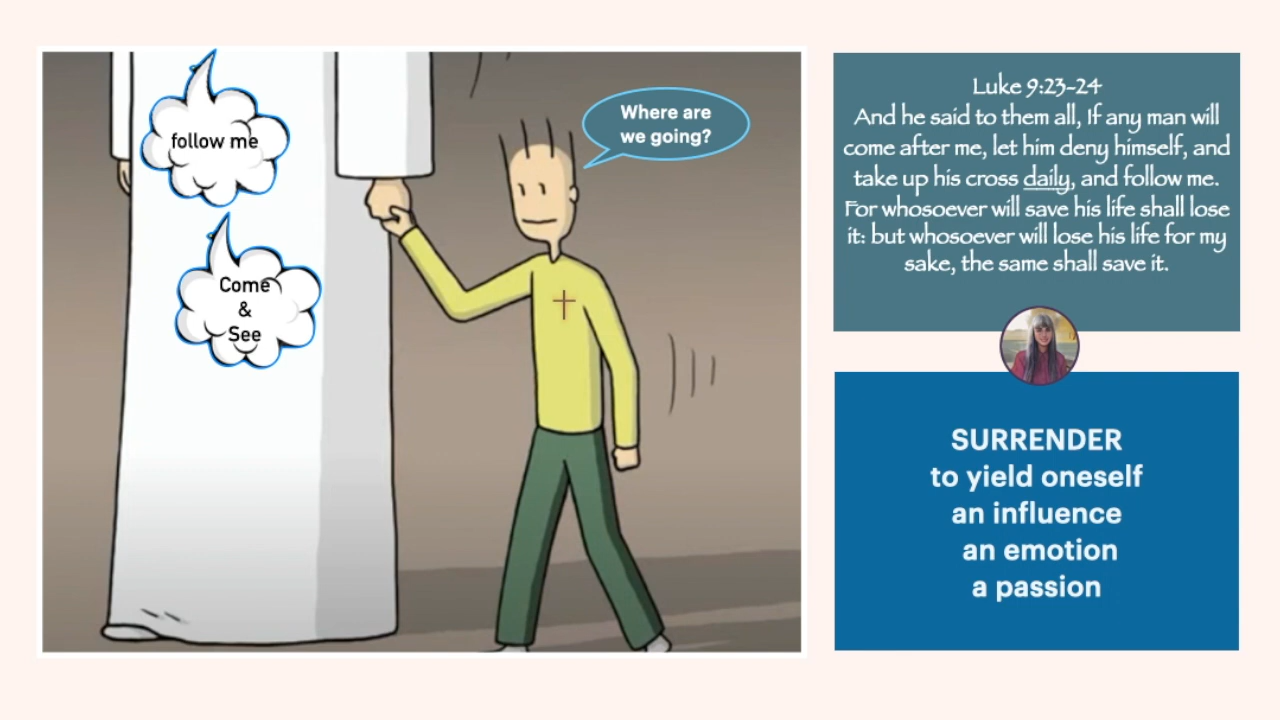 follow me
Come
&
See
Where are
we going?
Luke 9:23-24
And he said to them all, If any man will
come after me, let him deny himself, and
take up his cross daily, and follow me.
For whosoever will save his life shall lose
it: but whosoever will lose his life for my
sake, the same shall save it.
SURRENDER
to yield oneself
an influence
an emotion
a passion